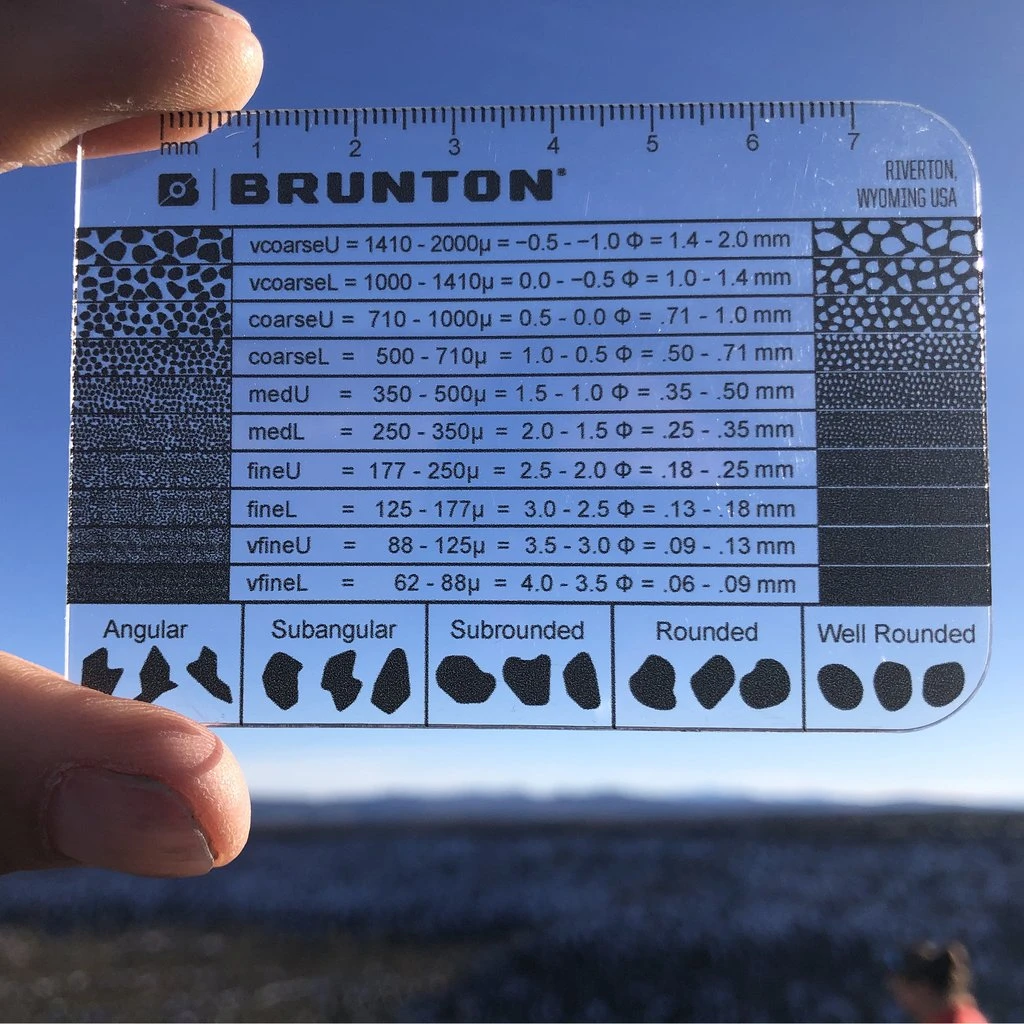 mm 1 2 3 4 5 6 7
BRUNTON®
RIVERTON,
WYOMING USA
vcoarseU = 1410 - 2000µ = −0.5 - −1.0 Φ = 1.4 - 2.0 mm
vcoarseL = 1000 - 1410µ = 0.0 - −0.5 Φ = 1.0 - 1.4 mm
coarseU = 710 - 1000µ = 0.5 - 0.0 Φ = .71 - 1.0 mm
coarseL = 500 - 710µ = 1.0 - 0.5 Φ = .50 - .71 mm
medU = 350 - 500µ = 1.5 - 1.0 Φ = .35 - .50 mm
medL = 250 - 350µ = 2.0 - 1.5 Φ = .25 - .35 mm
fineU = 177 - 250µ = 2.5 - 2.0 Φ = .18 - .25 mm
fineL = 125 - 177µ = 3.0 - 2.5 Φ = .13 - .18 mm
vfineU = 88 - 125µ = 3.5 - 3.0 Φ = .09 - .13 mm
vfineL = 62 - 88µ = 4.0 - 3.5 Φ = .06 - .09 mm
Angular Subangular Subrounded Rounded Well Rounded